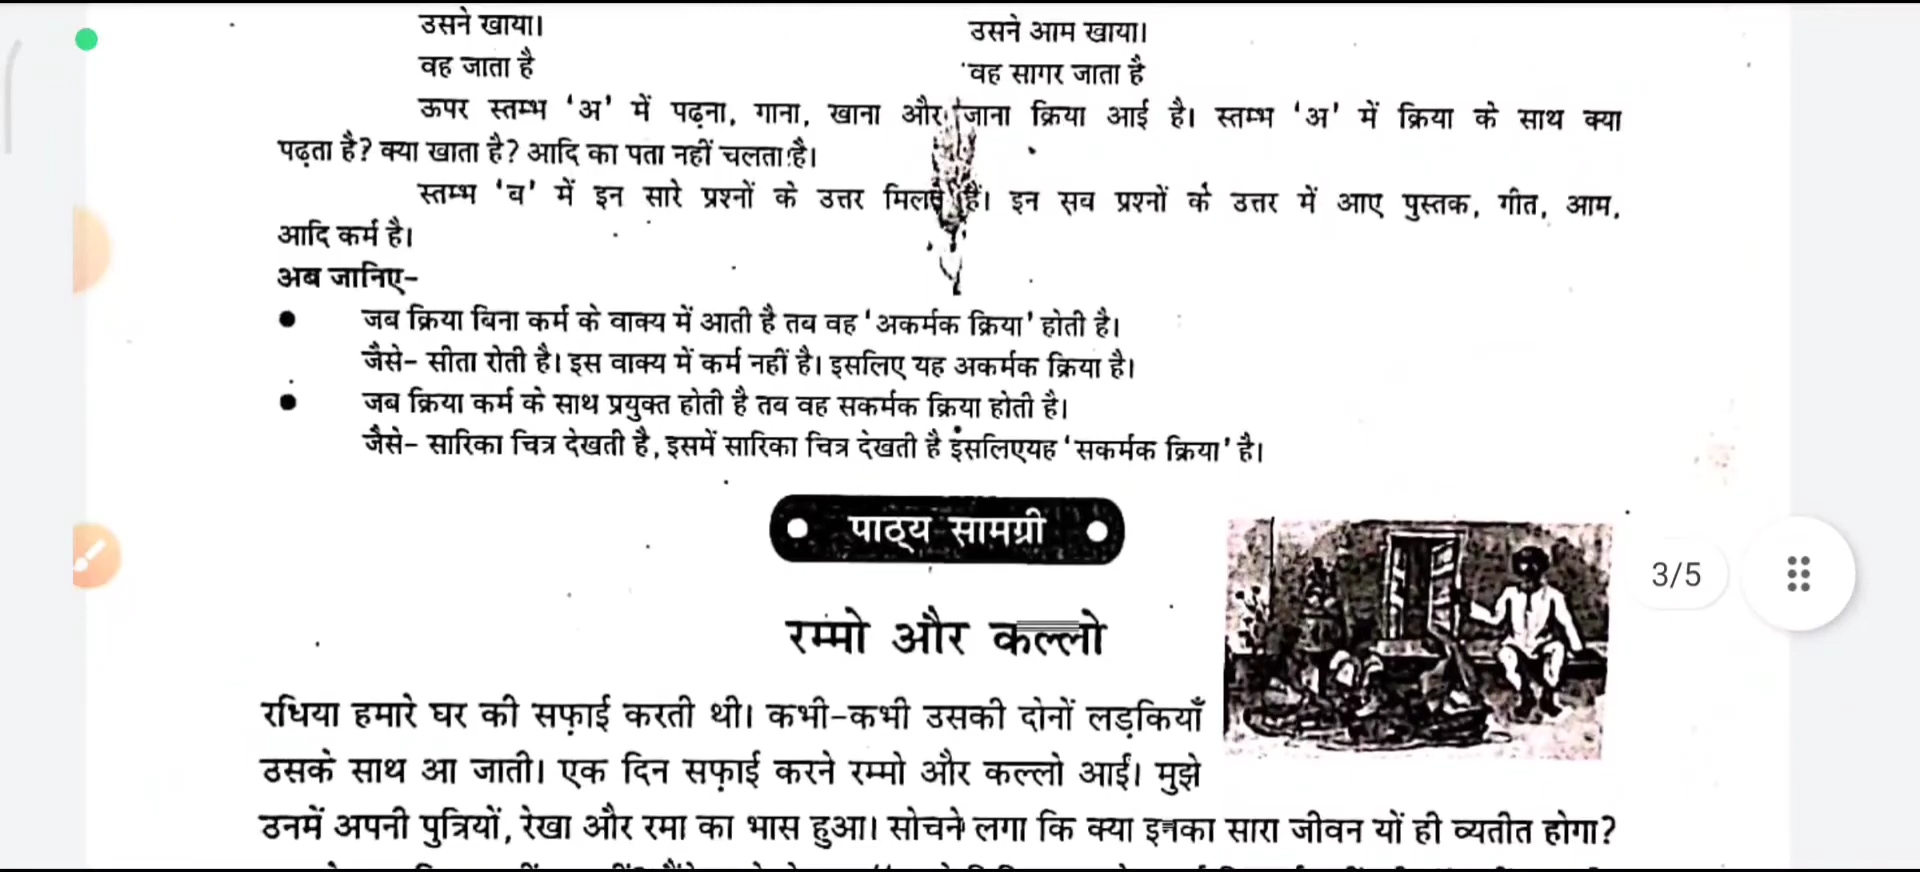 उसने खाया।
उसने आम खाया।
वह जाता है
वह सागर जाता है
ऊपर स्तम्भ 'अ' में पढ़ना, गाना, खाना और जाना क्रिया आई है। स्तम्भ 'अ' में क्रिया के साथ क्या
पढ़ता है? क्या खाता है? आदि का पता नहीं चलता है।
स्तम्भ 'ब' में इन सारे प्रश्नों के उत्तर मिलते हैं। इन सब प्रश्नों के उत्तर में आए पुस्तक, गीत, आम,
आदि कर्म है।
अब जानिए-
● जब क्रिया बिना कर्म के वाक्य में आती है तब वह 'अकर्मक क्रिया' होती है।
जैसे- सीता रोती है। इस वाक्य में कर्म नहीं है। इसलिए यह अकर्मक क्रिया है।
● जब क्रिया कर्म के साथ प्रयुक्त होती है तब वह सकर्मक क्रिया होती है।
जैसे- सारिका चित्र देखती है, इसमें सारिका चित्र देखती है इसलिएयह 'सकर्मक क्रिया' है।
पाठ्य सामग्री
3/5
रम्मो और कल्लो
रधिया हमारे घर की सफ़ाई करती थी। कभी-कभी उसकी दोनों लड़कियाँ
उसके साथ आ जाती। एक दिन सफ़ाई करने रम्मो और कल्लो आईं। मुझे
उनमें अपनी पुत्रियों, रेखा और रमा का भास हुआ। सोचने लगा कि क्या इनका सारा जीवन यों ही व्यतीत होगा?